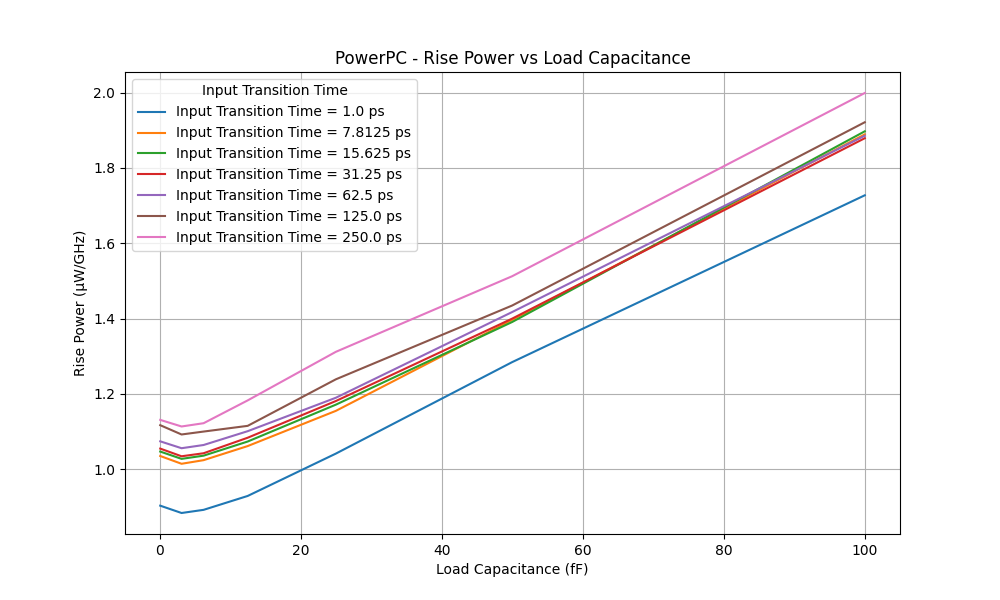 PowerPC - Rise Power vs Load Capacitance
Input Transition Time
Input Transition Time = 1.0 ps
Input Transition Time = 7.8125 ps
Input Transition Time = 15.625 ps
Input Transition Time = 31.25 ps
Input Transition Time = 62.5 ps
Input Transition Time = 125.0 ps
Input Transition Time = 250.0 ps
Rise Power (μW/GHz)
2.0
1.8
1.6
1.4
1.2
1.0
0 20 40 60 80 100
Load Capacitance (fF)